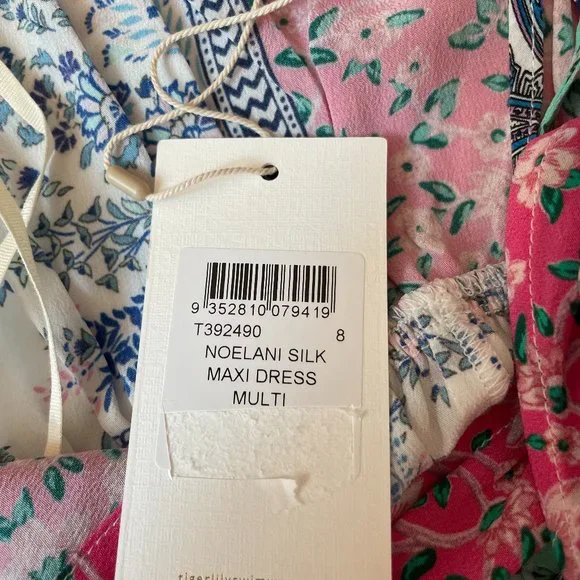 9 352810 079419
T392490 8
NOELANI SILK
MAXI DRESS
MULTI